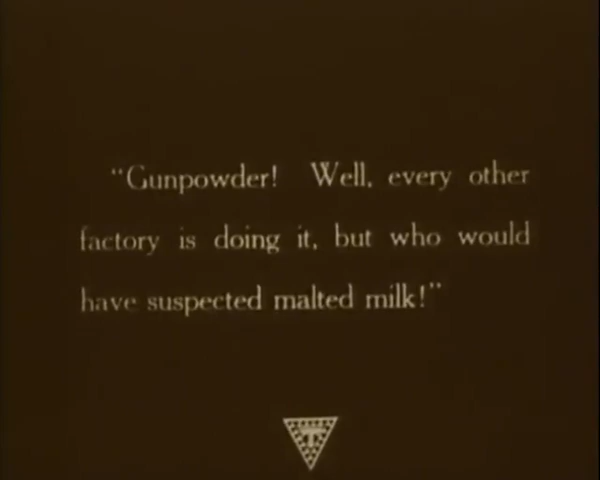 “Gunpowder! Well, every other
factory is doing it, but who would
have suspected malted milk!”